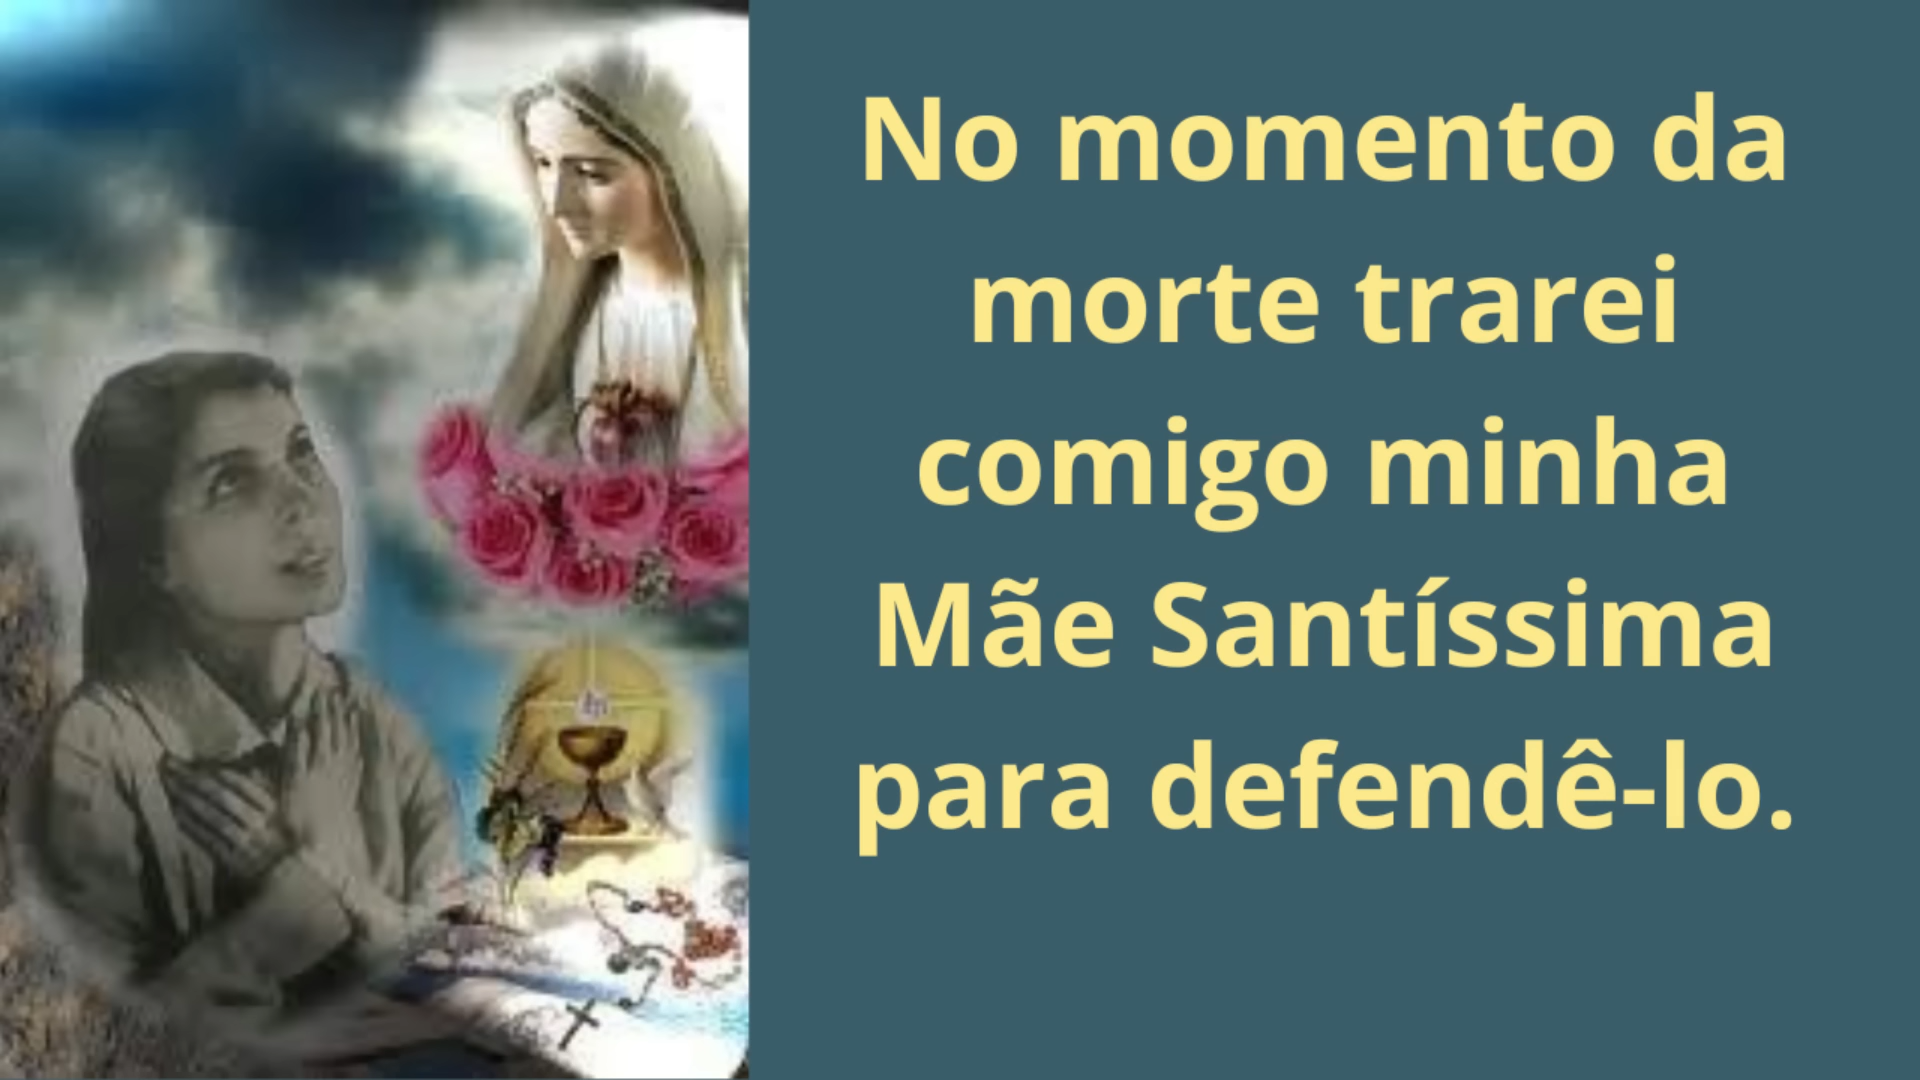 No momento da
morte trarei
comigo minha
Mãe Santíssima
para defendê-lo.